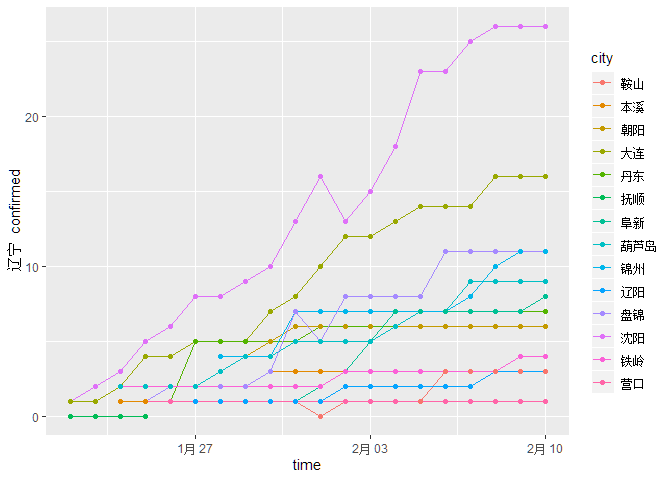 20
10
0
辽宁 confirmed
1月 27
2月 03
2月 10
time
city
鞍山
本溪
朝阳
大连
丹东
抚顺
阜新
葫芦岛
锦州
辽阳
盘锦
沈阳
铁岭
营口